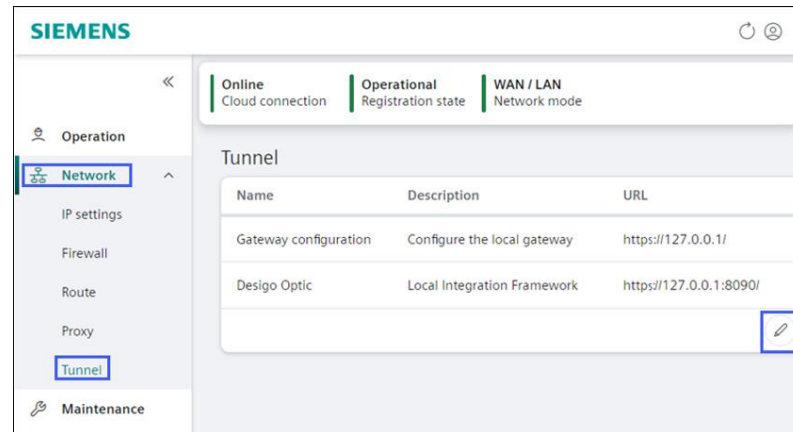 SIEMENS
Online
Cloud connection
Operational
Registration state
WAN / LAN
Network mode
Operation
Network
IP settings
Firewall
Route
Proxy
Tunnel
Maintenance
Tunnel
Name Description URL
Gateway configuration Configure the local gateway https://127.0.0.1/
Desigo Optic Local Integration Framework https://127.0.0.1:8090/